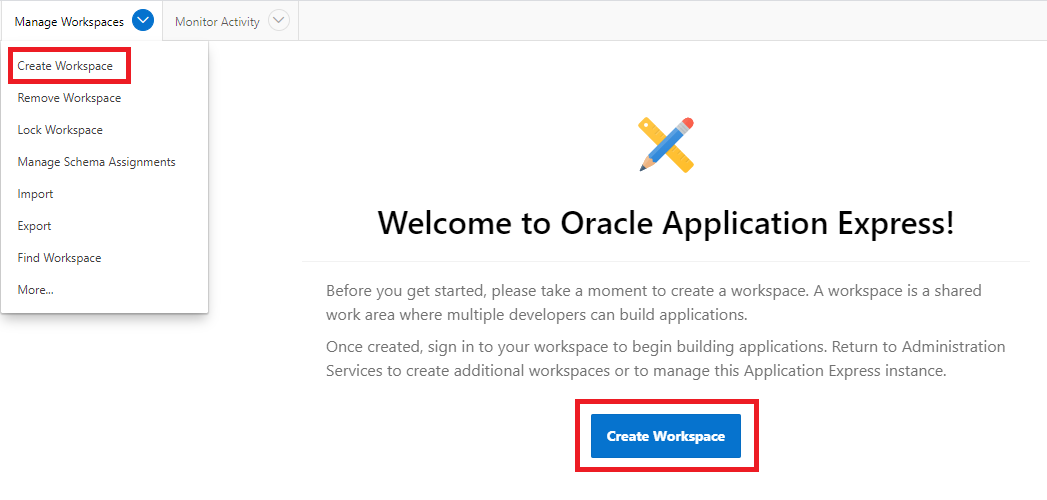 Manage Workspaces
Monitor Activity
Create Workspace
Remove Workspace
Lock Workspace
Manage Schema Assignments
Import
Export
Find Workspace
More...
Welcome to Oracle Application Express!
Before you get started, please take a moment to create a workspace. A workspace is a shared
work area where multiple developers can build applications.
Once created, sign in to your workspace to begin building applications. Return to Administration
Services to create additional workspaces or to manage this Application Express instance.
Create Workspace